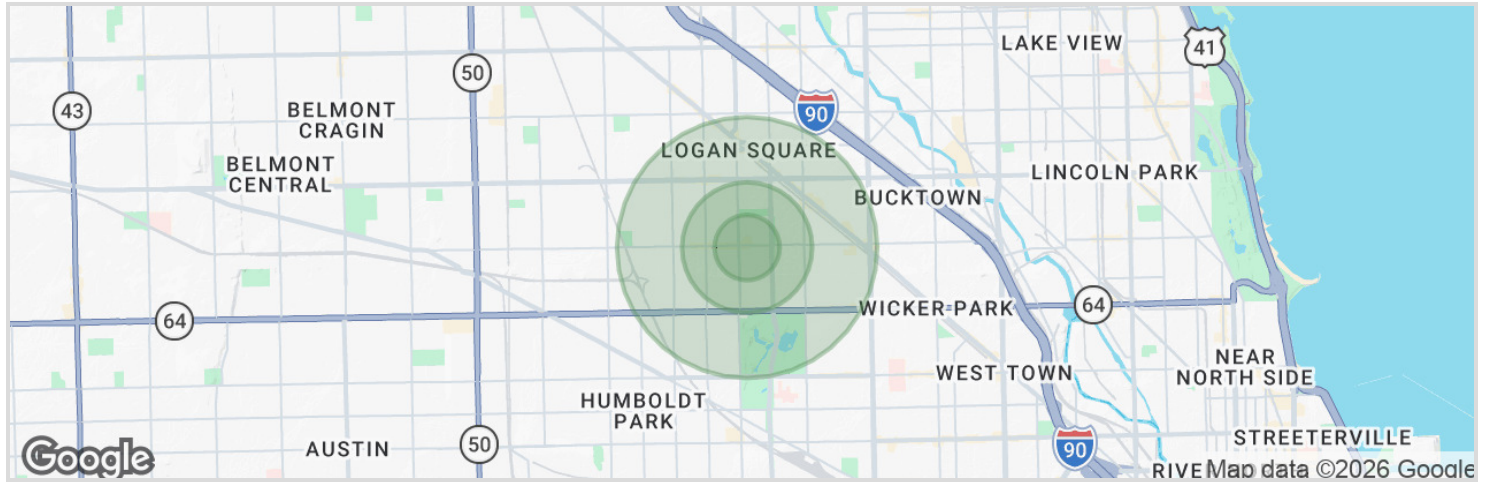 LAKE VIEW
41
50
43
BELMONT
CRAGIN
90
LOGAN SQUARE
BELMONT
CENTRAL
LINCOLN PARK
BUCKTOWN
64
WICKER PARK
64
WEST TOWN
NEAR
NORTH SIDE
HUMBOLDT
PARK
AUSTIN
50
90
STREETERVILLE
Google
RIVE
Map data ©2026 Google